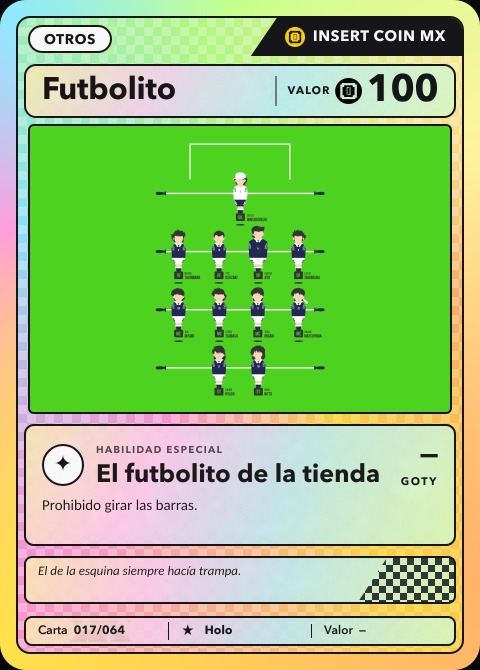 OTROS
INSERT COIN MX
Futbolito
VALOR 100
HABILIDAD ESPECIAL
El futbolito de la tienda
–
GOTY
Prohibido girar las barras.
El de la esquina siempre hacía trampa.
Carta 017/064 ★ Holo Valor –